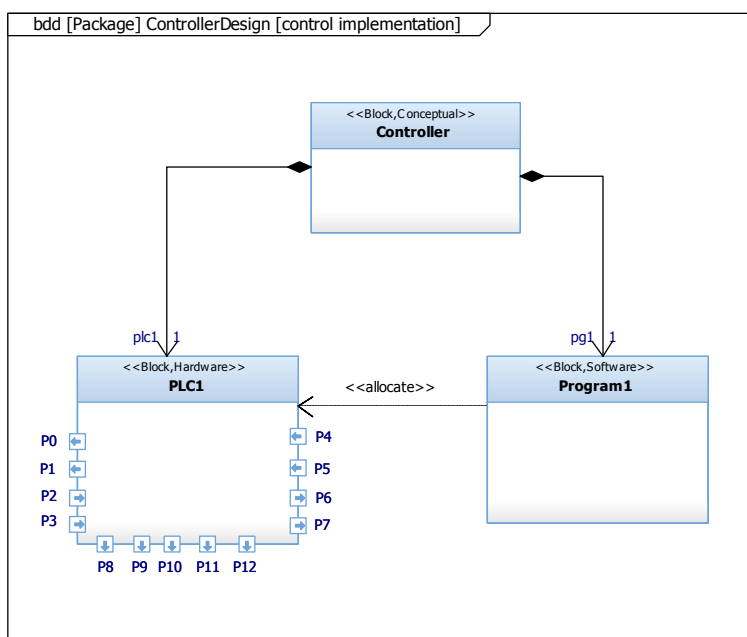 bdd [Package] ControllerDesign [control implementation]
<<Block,Conceptual>>
Controller
plc1 1
pg1 1
<<Block,Hardware>>
PLC1
<<allocate>>
<<Block,Software>>
Program1
P0
P1
P2
P3
P4
P5
P6
P7
P8 P9 P10 P11 P12